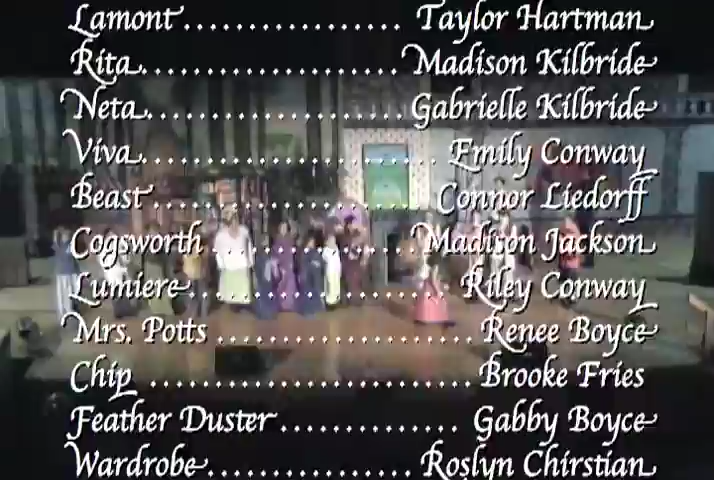 Lamont................. Taylor Hartman
Rita.................... Madison Kilbride
Neta.....................Gabrielle Kilbride
Viva....................... Emily Conway
Beast...................... Connor Liedorff
Cogsworth ................Madison Jackson
Lumiere.................... Riley Conway
Mrs. Potts .....................Renee Boyce
Chip .........................Brooke Fries
Feather Duster.............. Gabby Boyce
Wardrobe................ Roslyn Chirstian